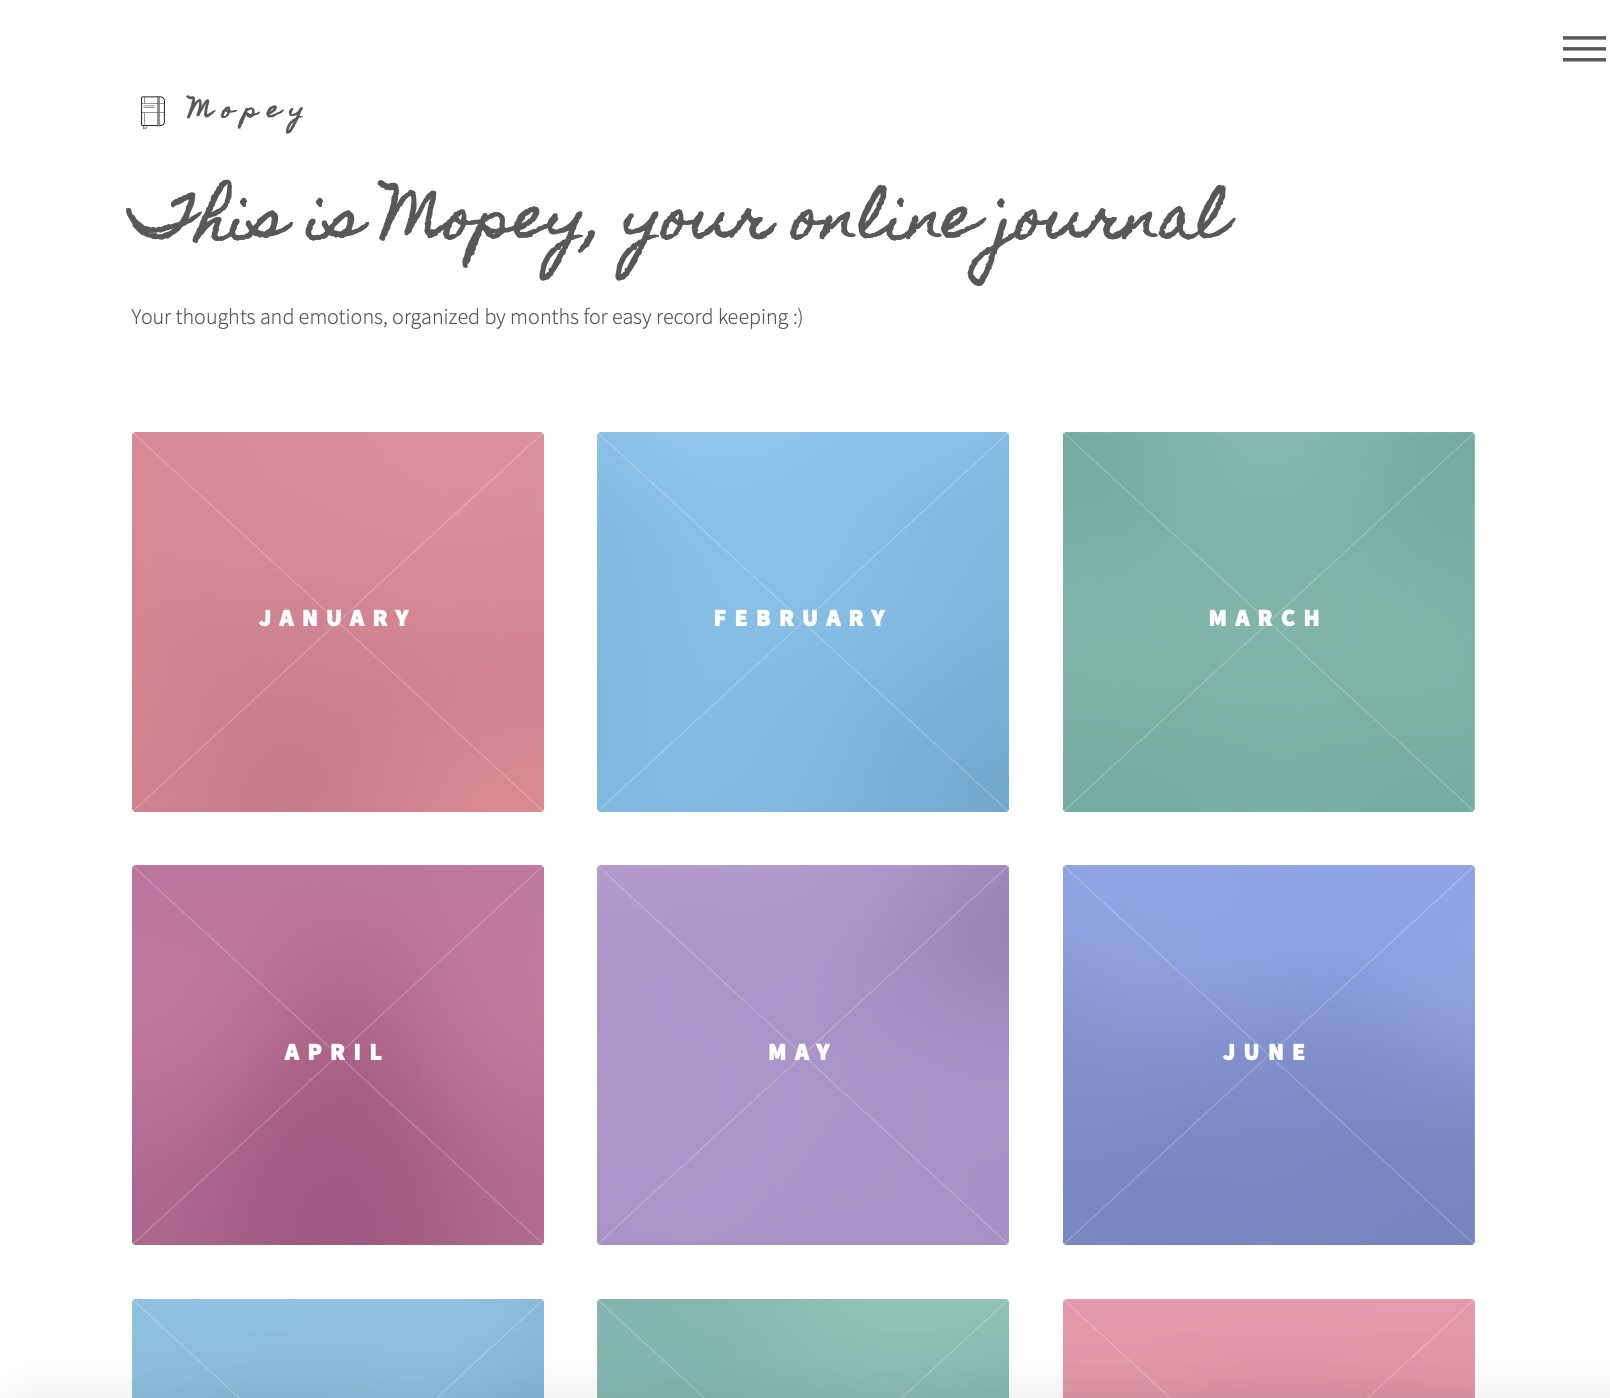 Mopey
This is Mopey, your online journal
Your thoughts and emotions, organized by months for easy record keeping :)
JANUARY
FEBRUARY
MARCH
APRIL
MAY
JUNE